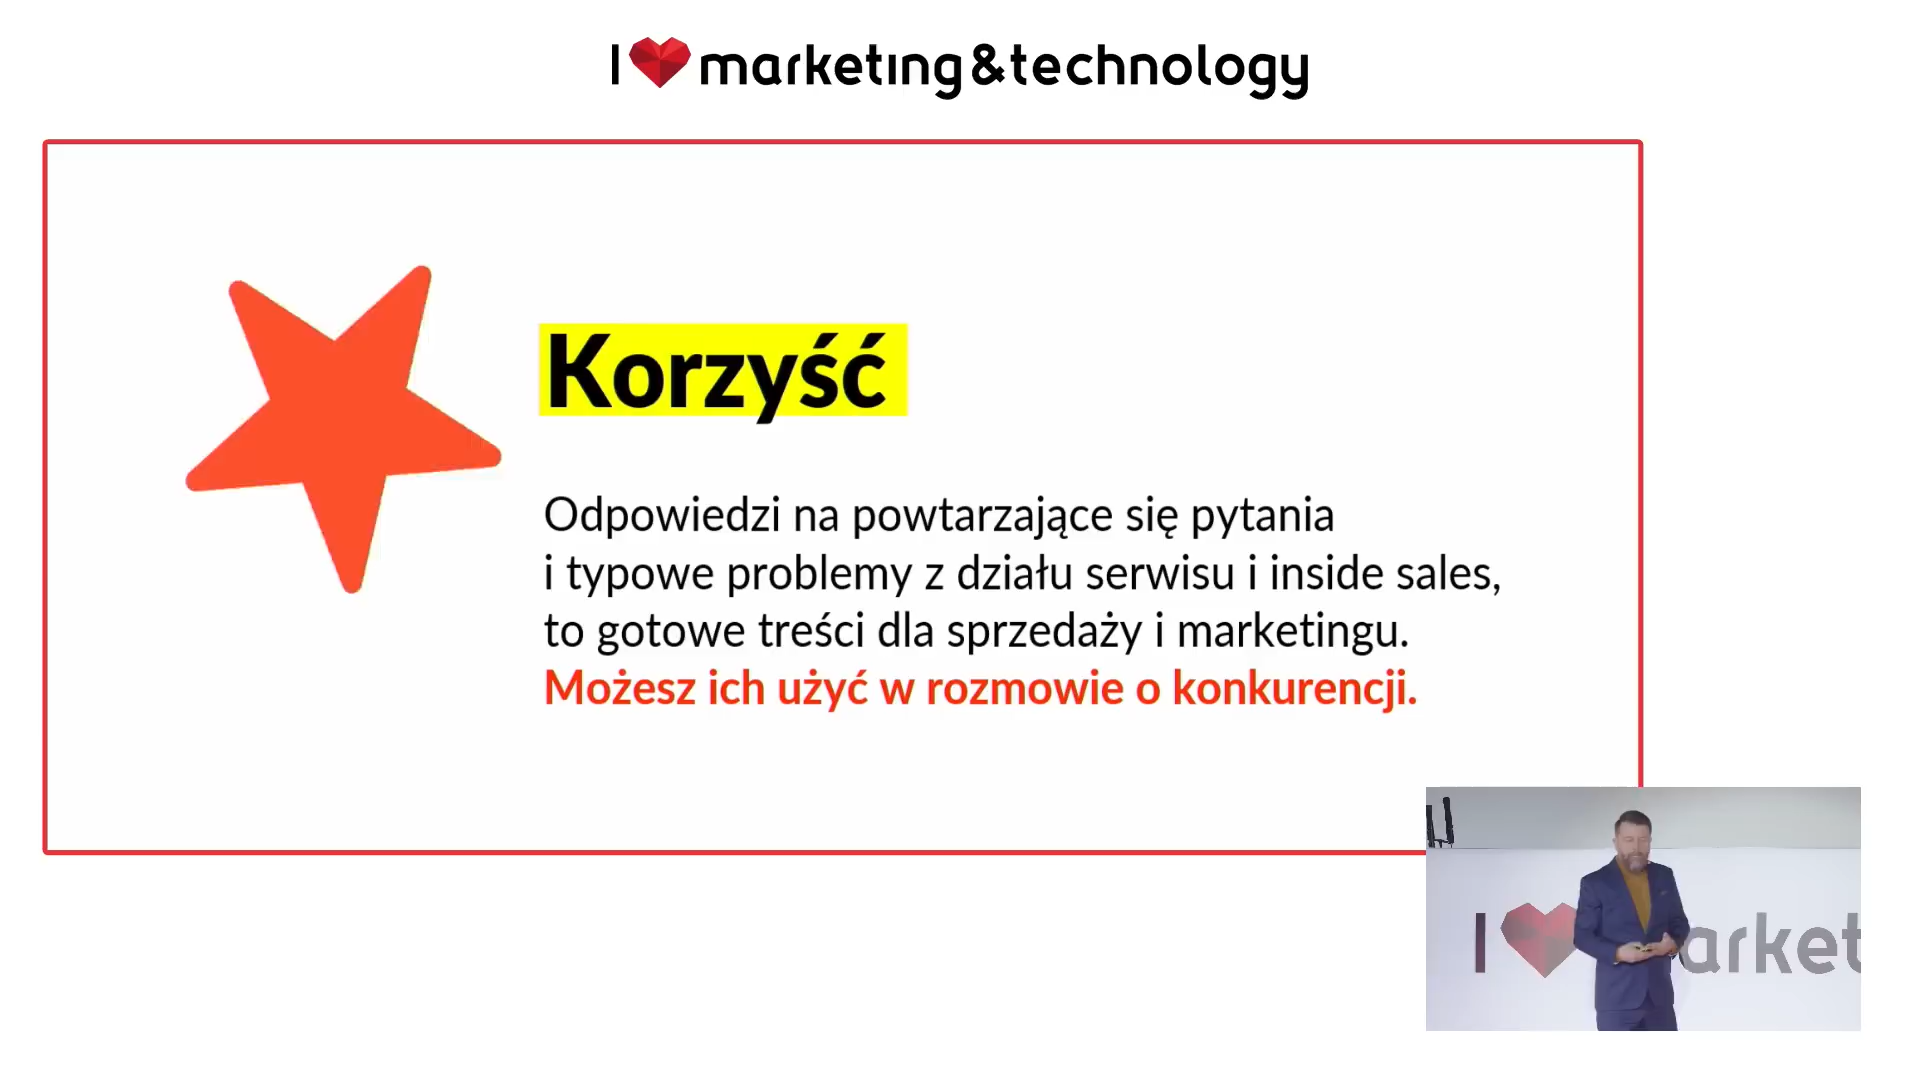 I marketing&technology
Korzyść
Odpowiedzi na powtarzające się pytania
i typowe problemy z działu serwisu i inside sales,
to gotowe treści dla sprzedaży i marketingu.
Możesz ich użyć w rozmowie o konkurencji.
I arket